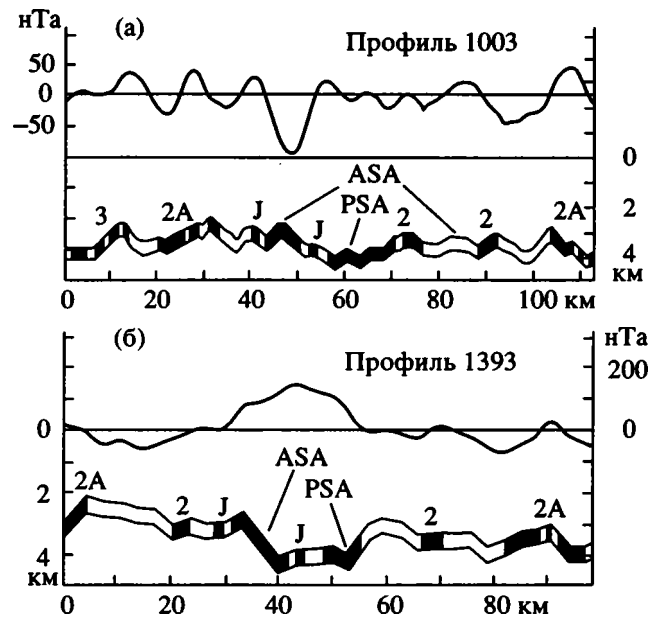 нТа (а) Профиль 1003
50
0
−50
0
ASA
3 2A J J PSA 2 2 2A
2
4
км
0 20 40 60 80 100 км
(б) нТа
Профиль 1393 200
0 0
ASA
PSA
2A 2 J J 2 2A
2
4
км
0 20 40 60 80 км